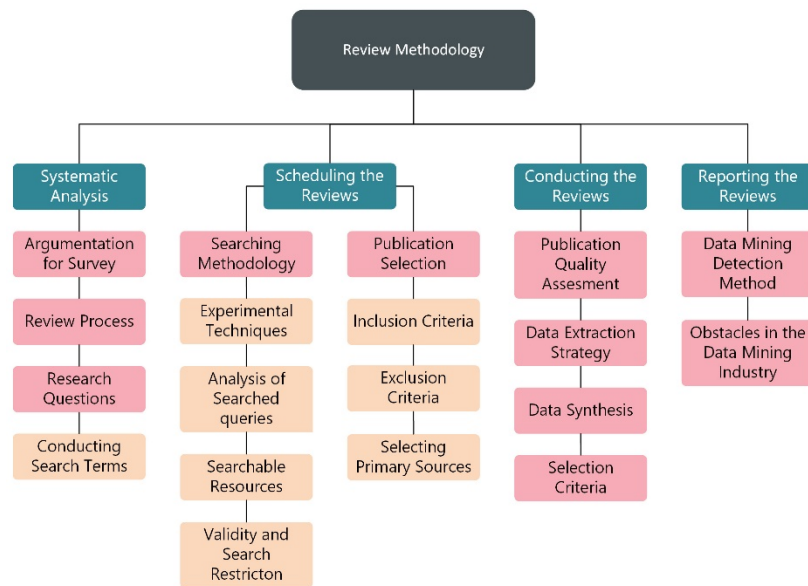 Review Methodology
Systematic
Analysis
Scheduling the
Reviews
Conducting the
Reviews
Reporting the
Reviews
Argumentation
for Survey
Review Process
Research
Questions
Conducting
Search Terms
Searching
Methodology
Experimental
Techniques
Analysis of
Searched
queries
Searchable
Resources
Validity and
Search
Restricton
Publication
Selection
Inclusion Criteria
Exclusion
Criteria
Selecting
Primary Sources
Publication
Quality
Assesment
Data Extraction
Strategy
Data Synthesis
Selection
Criteria
Data Mining
Detection
Method
Obstacles in the
Data Mining
Industry